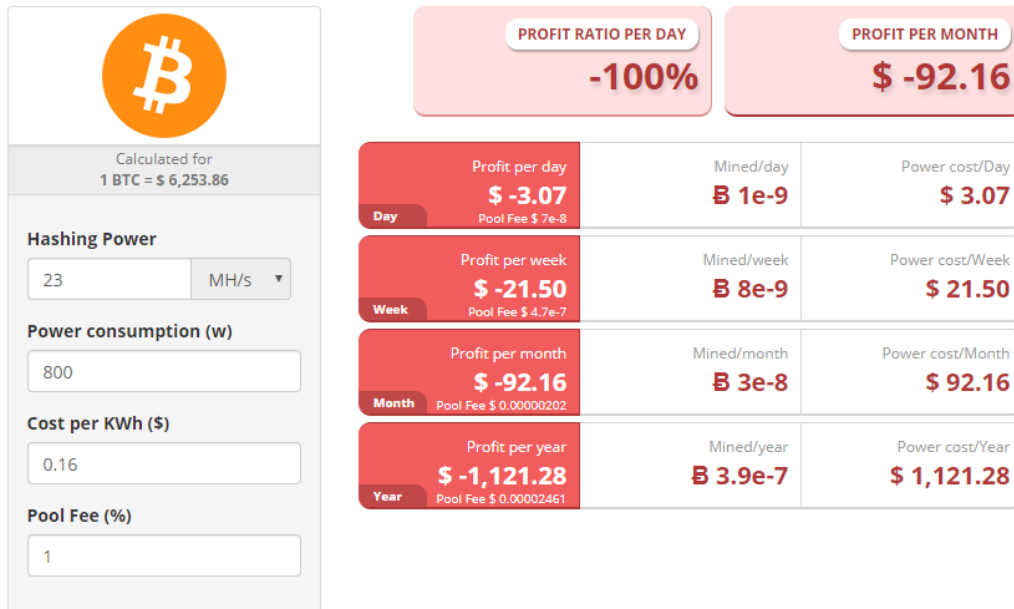 PROFIT RATIO PER DAY
-100%
PROFIT PER MONTH
$ -92.16
Calculated for
1 BTC = $ 6,253.86
Hashing Power
23
MH/s
Power consumption (w)
800
Cost per KWh ($)
0.16
Pool Fee (%)
1
Profit per day
$ -3.07
Day
Pool Fee $ 7e-8
Mined/day
Ƀ 1e-9
Power cost/Day
$ 3.07
Profit per week
$ -21.50
Week
Pool Fee $ 4.7e-7
Mined/week
Ƀ 8e-9
Power cost/Week
$ 21.50
Profit per month
$ -92.16
Month
Pool Fee $ 0.00000202
Mined/month
Ƀ 3e-8
Power cost/Month
$ 92.16
Profit per year
$ -1,121.28
Year
Pool Fee $ 0.00002461
Mined/year
Ƀ 3.9e-7
Power cost/Year
$ 1,121.28